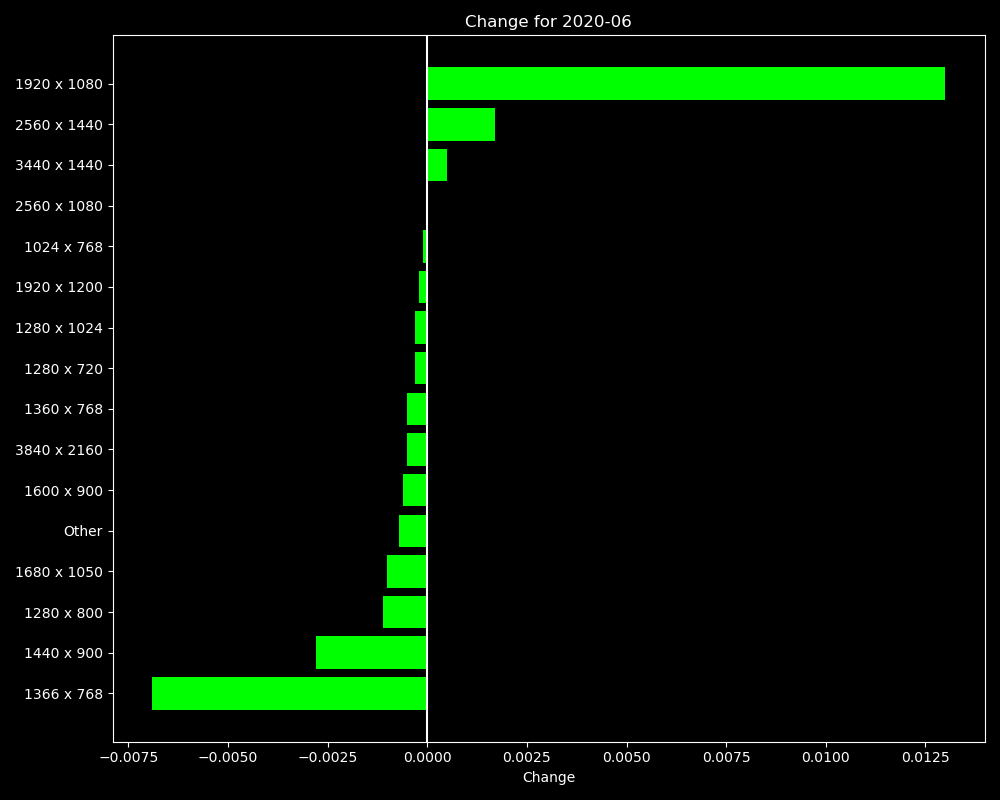 Change for 2020-06
1920 x 1080
2560 x 1440
3440 x 1440
2560 x 1080
1024 x 768
1920 x 1200
1280 x 1024
1280 x 720
1360 x 768
3840 x 2160
1600 x 900
Other
1680 x 1050
1280 x 800
1440 x 900
1366 x 768
−0.0075 −0.0050 −0.0025 0.0000 0.0025 0.0050 0.0075 0.0100 0.0125
Change